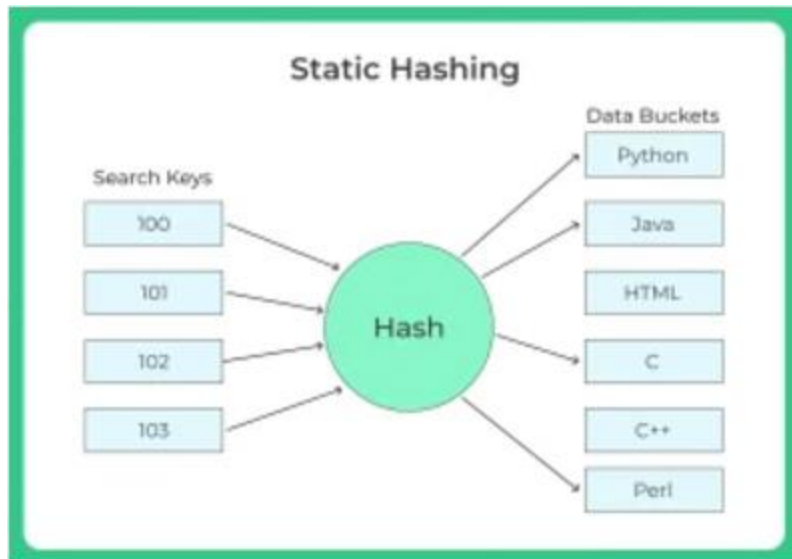 Static Hashing
Search Keys
100
101
102
103
Hash
Data Buckets
Python
Java
HTML
C
C++
Perl